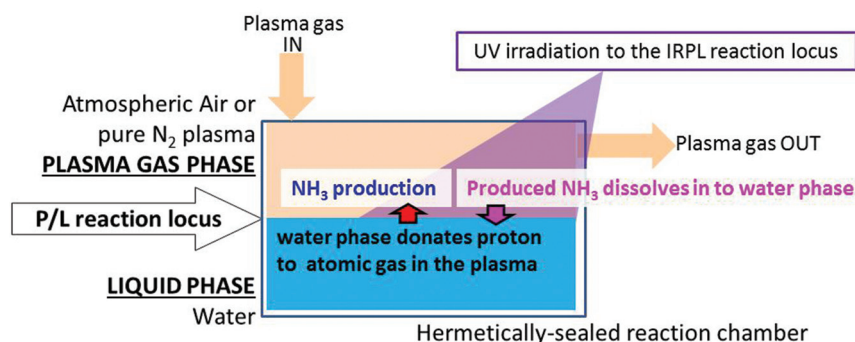 Plasma gas
IN
UV irradiation to the IRPL reaction locus
Atmospheric Air or
pure N₂ plasma
PLASMA GAS PHASE
Plasma gas OUT
NH₃ production
Produced NH₃ dissolves in to water phase
P/L reaction locus
water phase donates proton
to atomic gas in the plasma
LIQUID PHASE
Water
Hermetically-sealed reaction chamber